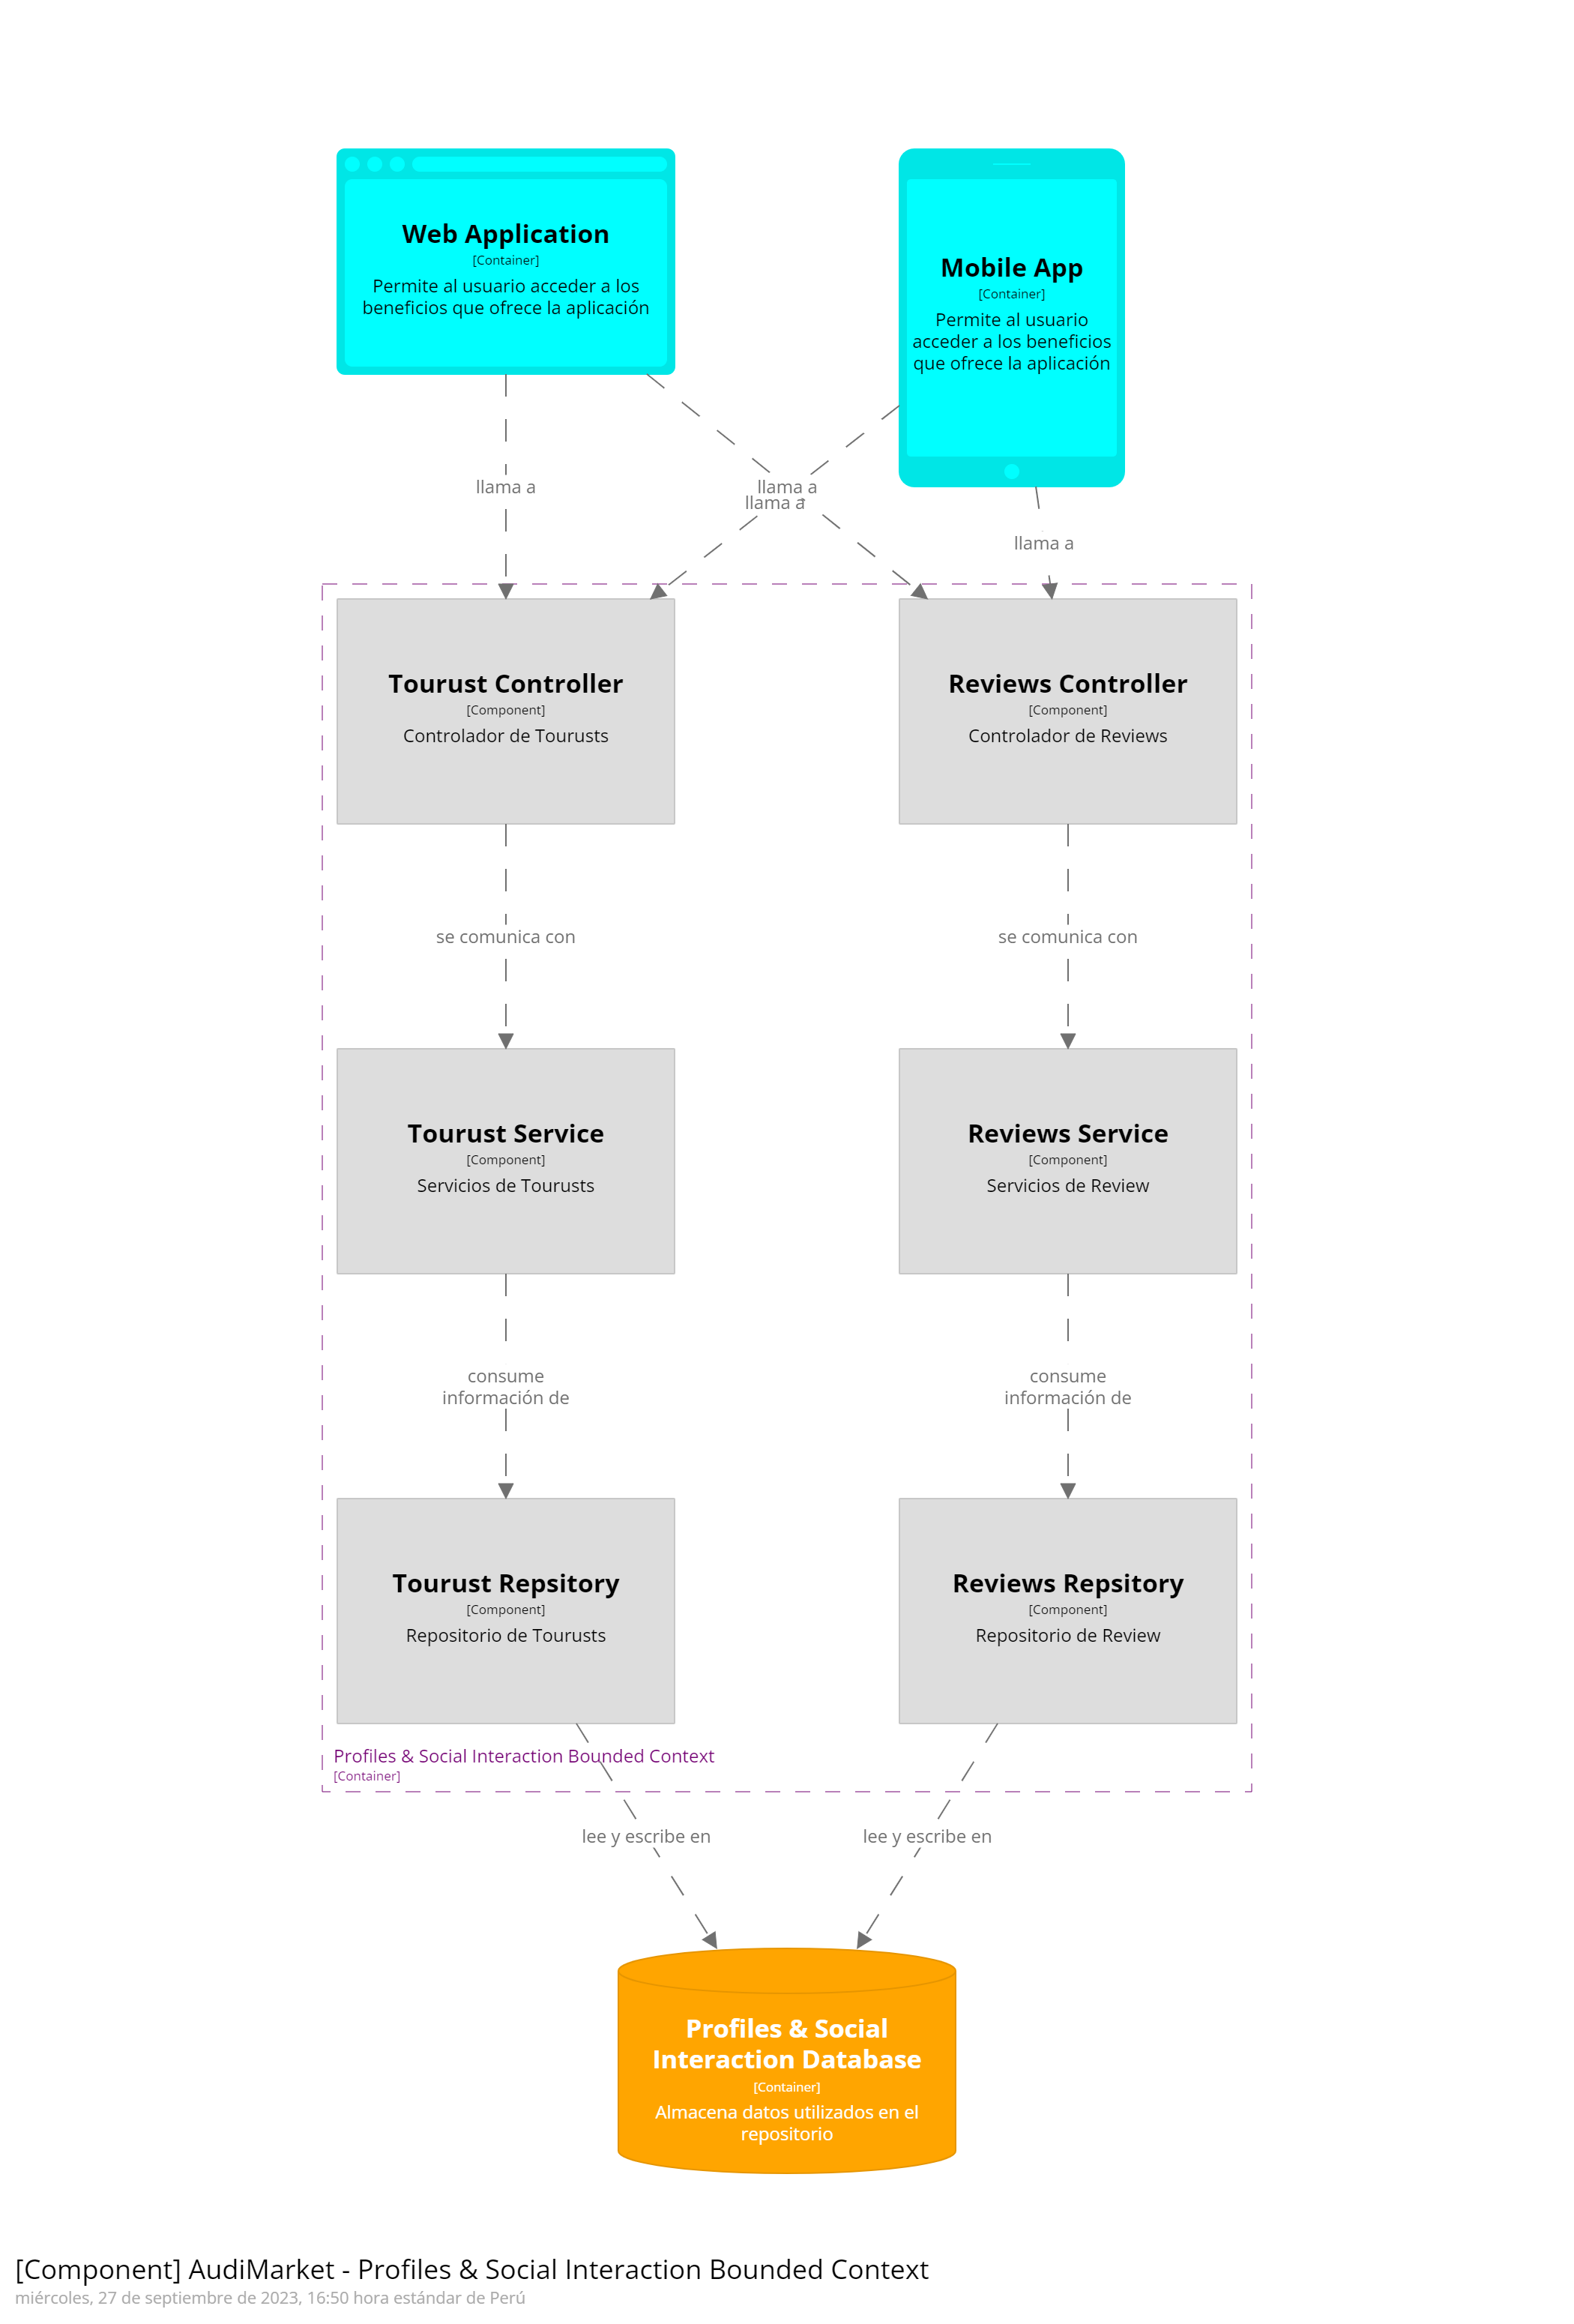 Web Application
[Container]
Permite al usuario acceder a los
beneficios que ofrece la aplicación
Mobile App
[Container]
Permite al usuario
acceder a los beneficios
que ofrece la aplicación
llama a
llama a
llama a
llama a
Tourust Controller
[Component]
Controlador de Tourusts
Reviews Controller
[Component]
Controlador de Reviews
se comunica con
se comunica con
Tourust Service
[Component]
Servicios de Tourusts
Reviews Service
[Component]
Servicios de Review
consume
información de
consume
información de
Tourust Repsitory
[Component]
Repositorio de Tourusts
Reviews Repsitory
[Component]
Repositorio de Review
Profiles & Social Interaction Bounded Context
[Container]
lee y escribe en
lee y escribe en
Profiles & Social
Interaction Database
[Container]
Almacena datos utilizados en el
repositorio
[Component] AudiMarket - Profiles & Social Interaction Bounded Context
miércoles, 27 de septiembre de 2023, 16:50 hora estándar de Perú